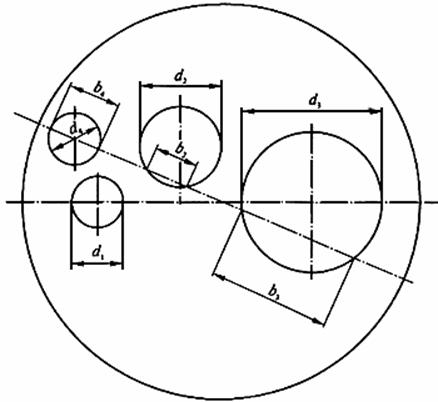 b₄
d₂
d₃
d₄
b₂
d₁
b₃